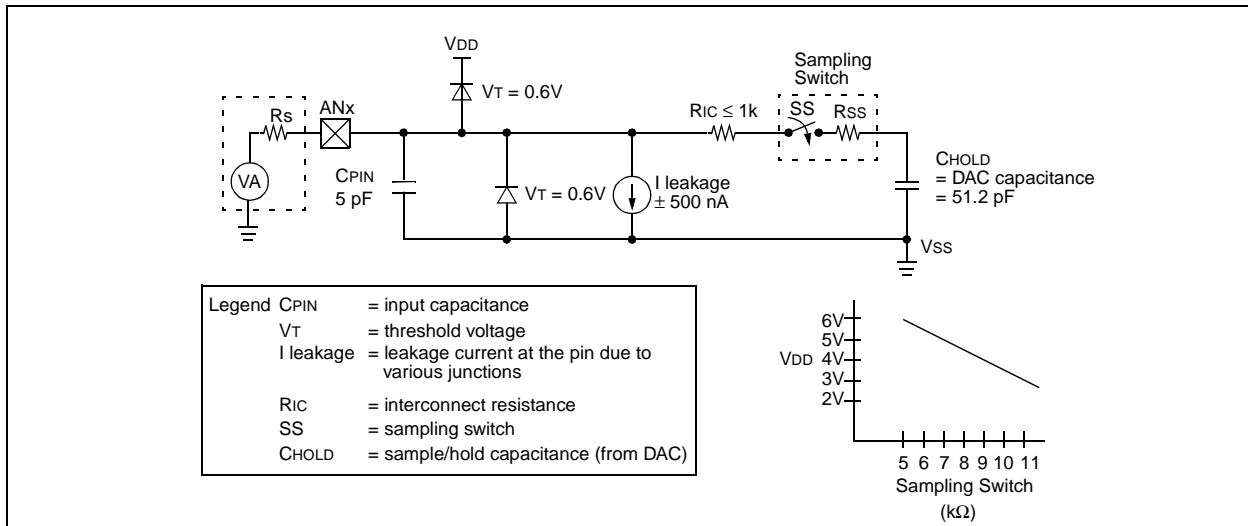 VDD
VT = 0.6V
Sampling
Switch
RS
ANx
RIC ≤ 1k
SS
RSS
VA
CPIN
5 pF
VT = 0.6V
I leakage
± 500 nA
CHOLD
= DAC capacitance
= 51.2 pF
VSS
Legend CPIN = input capacitance
VT = threshold voltage
I leakage = leakage current at the pin due to
various junctions
RIC = interconnect resistance
SS = sampling switch
CHOLD = sample/hold capacitance (from DAC)
6V
5V
VDD 4V
3V
2V
5 6 7 8 9 10 11
Sampling Switch
(kΩ)